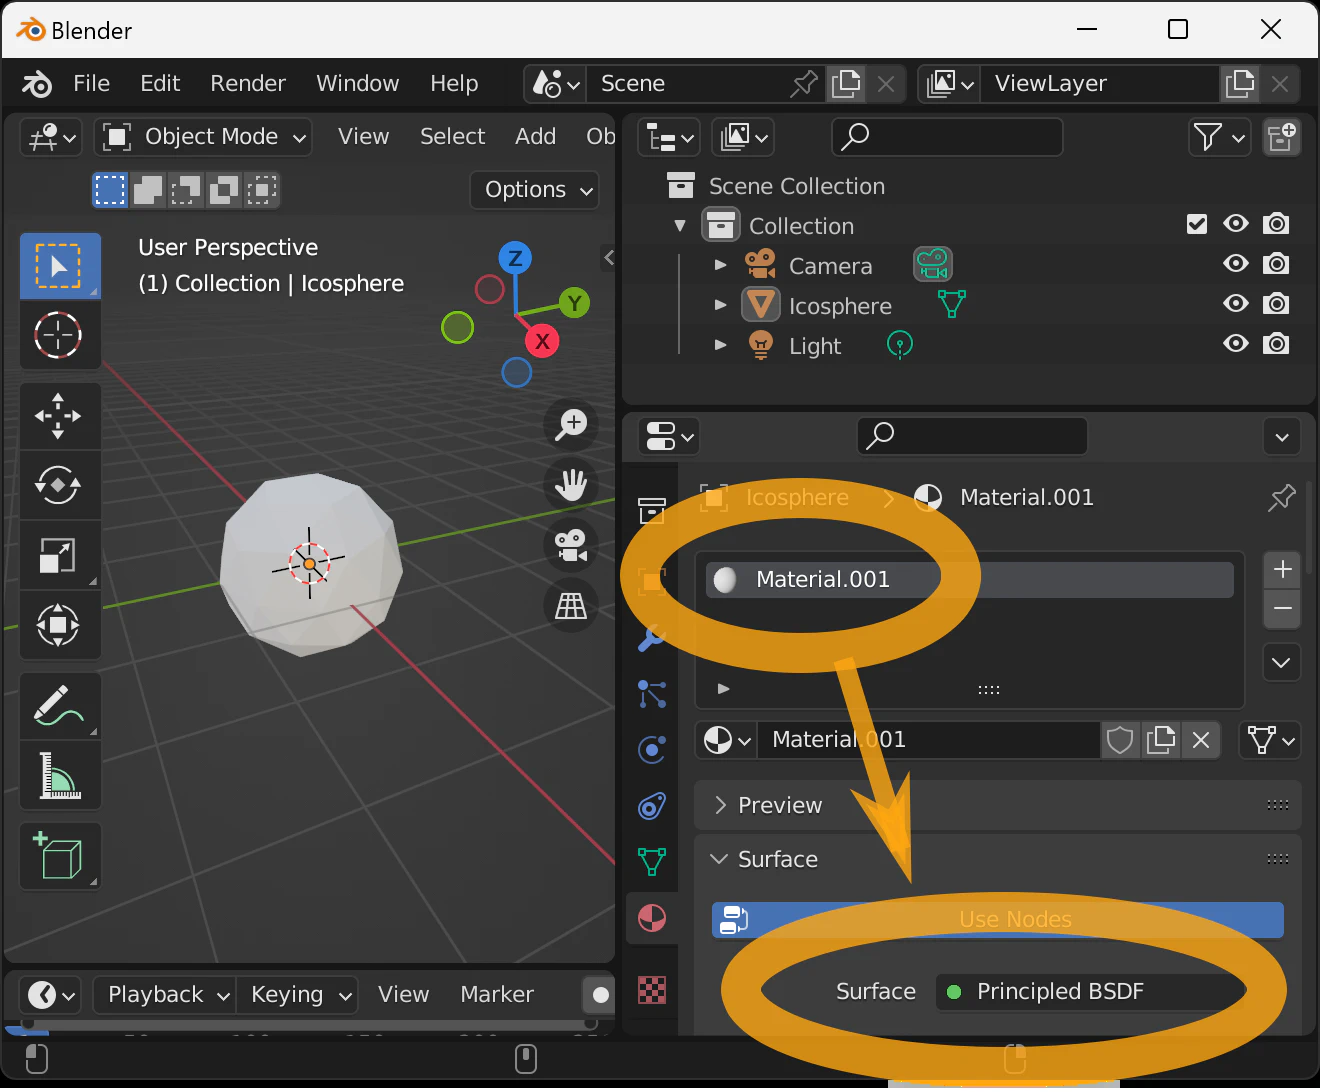 Blender
File Edit Render Window Help Scene ViewLayer
Object Mode View Select Add Ob
Options
User Perspective
(1) Collection | Icosphere
Z
Y
X
Scene Collection
Collection
Camera
Icosphere
Light
Icosphere Material.001
Material.001
Material.001
Preview
Surface
Use Nodes
Surface Principled BSDF
Playback Keying View Marker